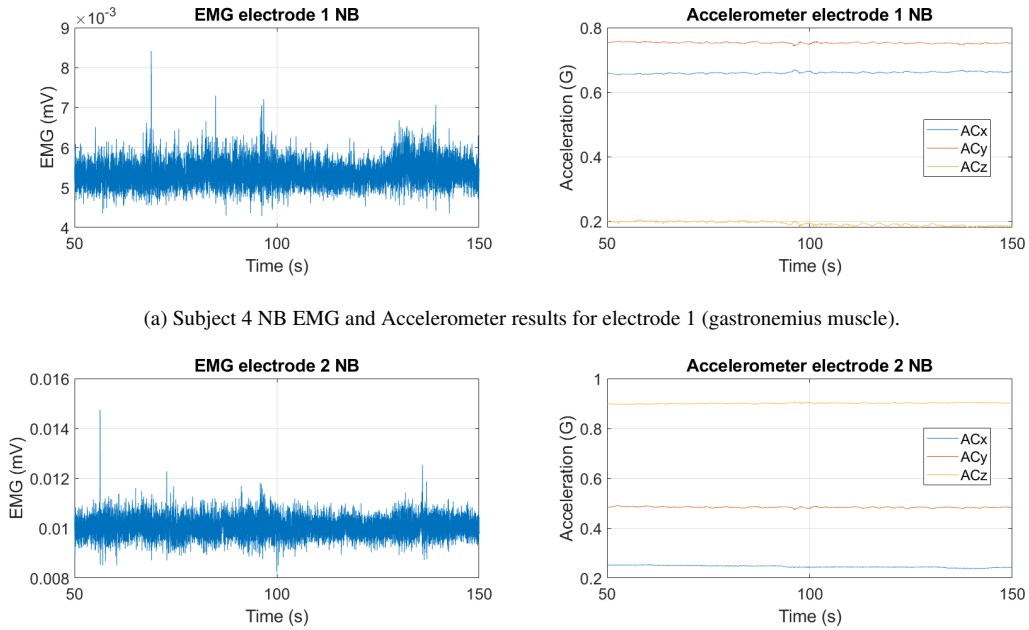 EMG electrode 1 NB
×10⁻³
9
8
7
6
5
4
EMG (mV)
50
100
150
Time (s)
Accelerometer electrode 1 NB
0.8
0.6
0.4
0.2
Acceleration (G)
ACx
ACy
ACz
50
100
150
Time (s)
(a) Subject 4 NB EMG and Accelerometer results for electrode 1 (gastronemius muscle).
EMG electrode 2 NB
0.016
0.014
0.012
0.01
0.008
EMG (mV)
50
100
150
Time (s)
Accelerometer electrode 2 NB
1
0.8
0.6
0.4
0.2
Acceleration (G)
ACx
ACy
ACz
50
100
150
Time (s)